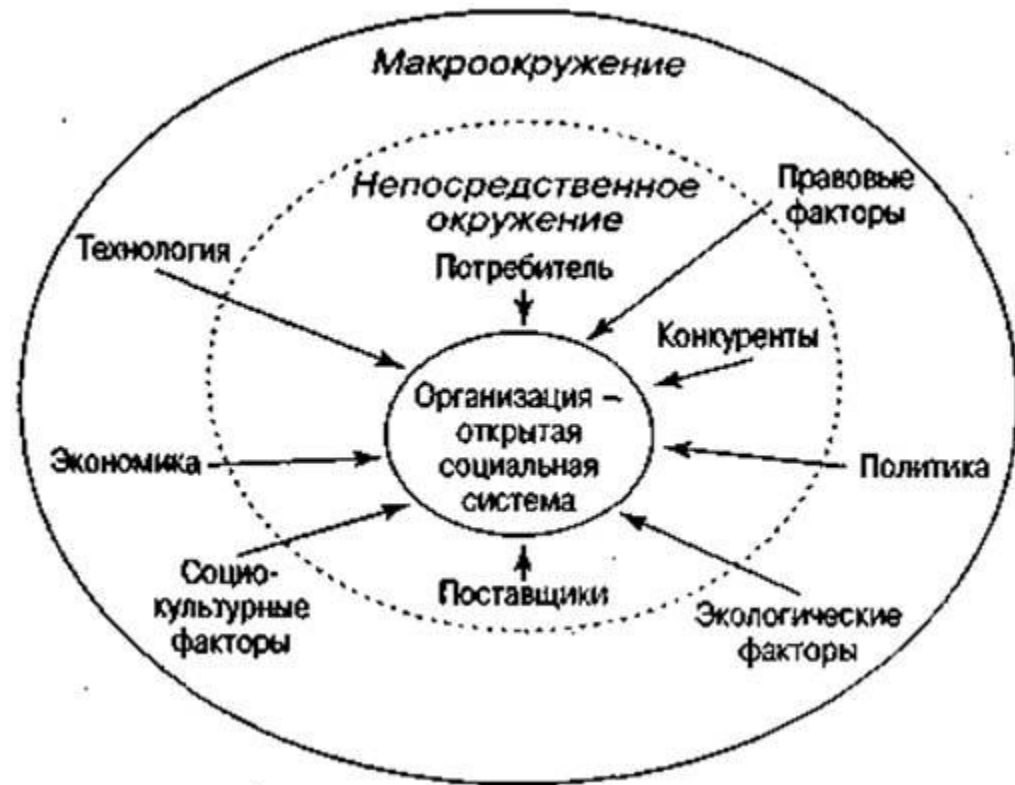 Макроокружение
Непосредственное
окружение
Правовые
факторы
Технология
Потребитель
Конкуренты
Организация –
открытая
социальная
система
Экономика
Политика
Социо-
культурные
факторы
Поставщики
Экологические
факторы